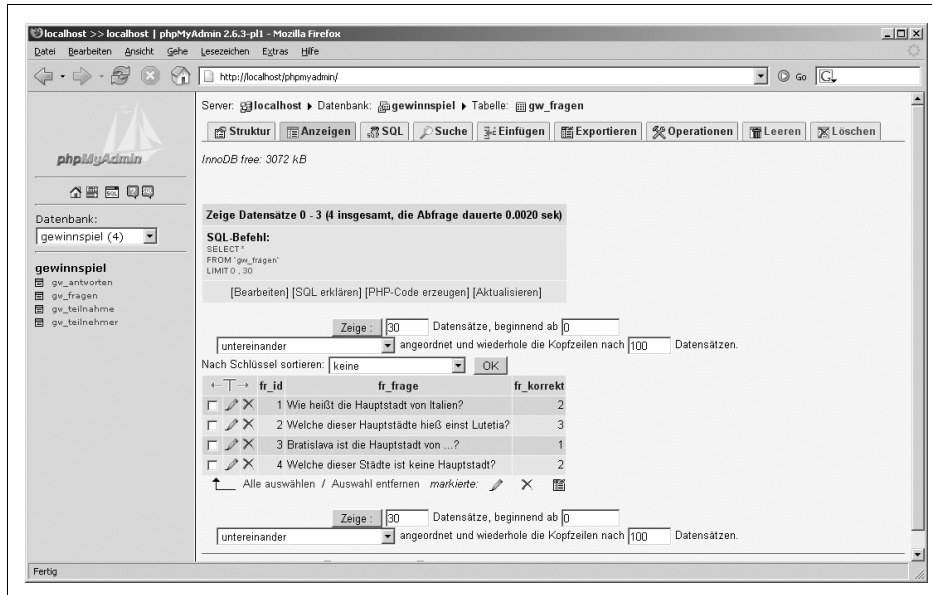 localhost >> localhost | phpMyAdmin 2.6.3-pl1 - Mozilla Firefox
Datei Bearbeiten Ansicht Gehe Lesezeichen Extras Hilfe
http://localhost/phpmyadmin/
Go
G
phpMyAdmin
SQL
Datenbank:
gewinnspiel (4)
gewinnspiel
gw_antworten
gw_fragen
gw_teilnahme
gw_teilnehmer
Server: localhost ▶ Datenbank: gewinnspiel ▶ Tabelle: gw_fragen
Struktur Anzeigen SQL Suche Einfügen Exportieren Operationen Leeren Löschen
InnoDB free: 3072 kB
Zeige Datensätze 0 - 3 (4 insgesamt, die Abfrage dauerte 0.0020 sek)
SQL-Befehl:
SELECT *
FROM `gw_fragen`
LIMIT 0 , 30
[Bearbeiten] [SQL erklären] [PHP-Code erzeugen] [Aktualisieren]
Zeige : 30 Datensätze, beginnend ab 0
untereinander angeordnet und wiederhole die Kopfzeilen nach 100 Datensätzen.
Nach Schlüssel sortieren: keine OK
←T→ fr_id fr_frage fr_korrekt
1 Wie heißt die Hauptstadt von Italien? 2
2 Welche dieser Hauptstädte hieß einst Lutetia? 3
3 Bratislava ist die Hauptstadt von ...? 1
4 Welche dieser Städte ist keine Hauptstadt? 2
Alle auswählen / Auswahl entfernen markierte:
Zeige : 30 Datensätze, beginnend ab 0
untereinander angeordnet und wiederhole die Kopfzeilen nach 100 Datensätzen.
Fertig